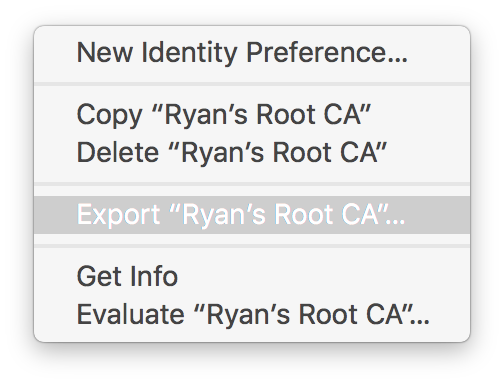 New Identity Preference...
Copy “Ryan’s Root CA”
Delete “Ryan’s Root CA”
Export “Ryan’s Root CA”...
Get Info
Evaluate “Ryan’s Root CA”...